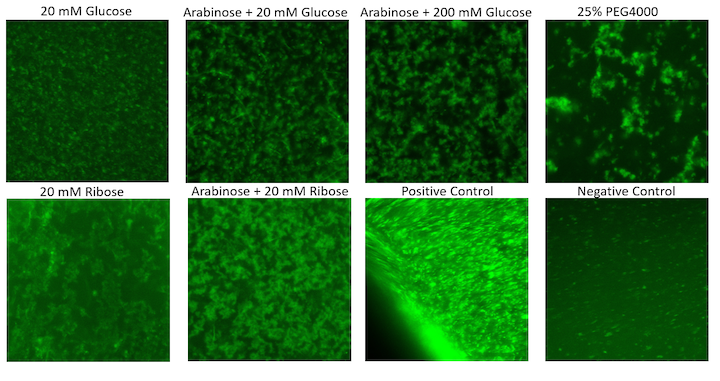 20 mM Glucose
Arabinose + 20 mM Glucose
Arabinose + 200 mM Glucose
25% PEG4000
20 mM Ribose
Arabinose + 20 mM Ribose
Positive Control
Negative Control